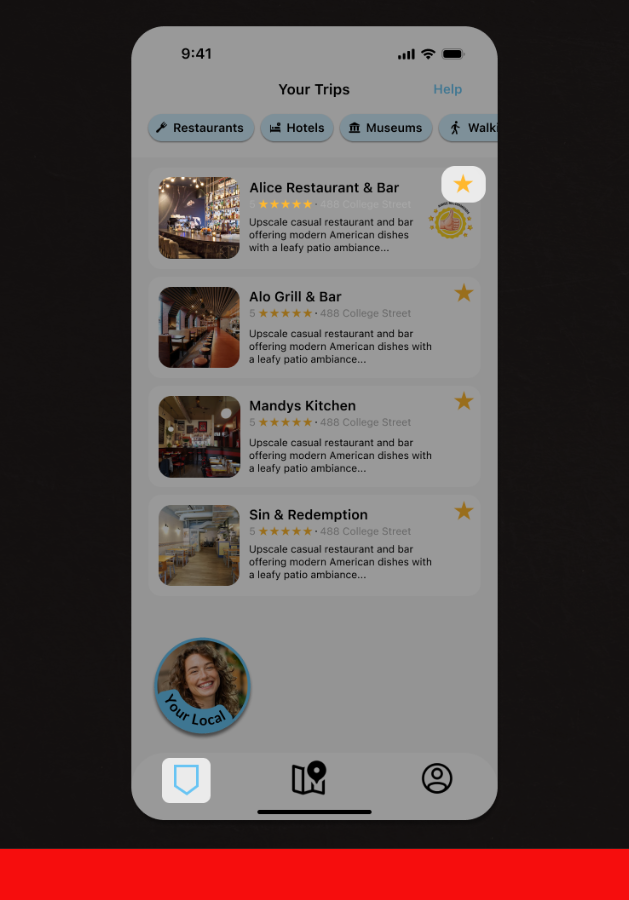 9:41
Your Trips
Help
Restaurants
Hotels
Museums
Walki
Alice Restaurant & Bar
5 ★★★★★ 488 College Street
Upscale casual restaurant and bar
offering modern American dishes
with a leafy patio ambiance...
Alo Grill & Bar
5 ★★★★★ · 488 College Street
Upscale casual restaurant and bar
offering modern American dishes with
a leafy patio ambiance...
Mandys Kitchen
5 ★★★★★ · 488 College Street
Upscale casual restaurant and bar
offering modern American dishes with
a leafy patio ambiance...
Sin & Redemption
5 ★★★★★ · 488 College Street
Upscale casual restaurant and bar
offering modern American dishes with
a leafy patio ambiance...
Your Local